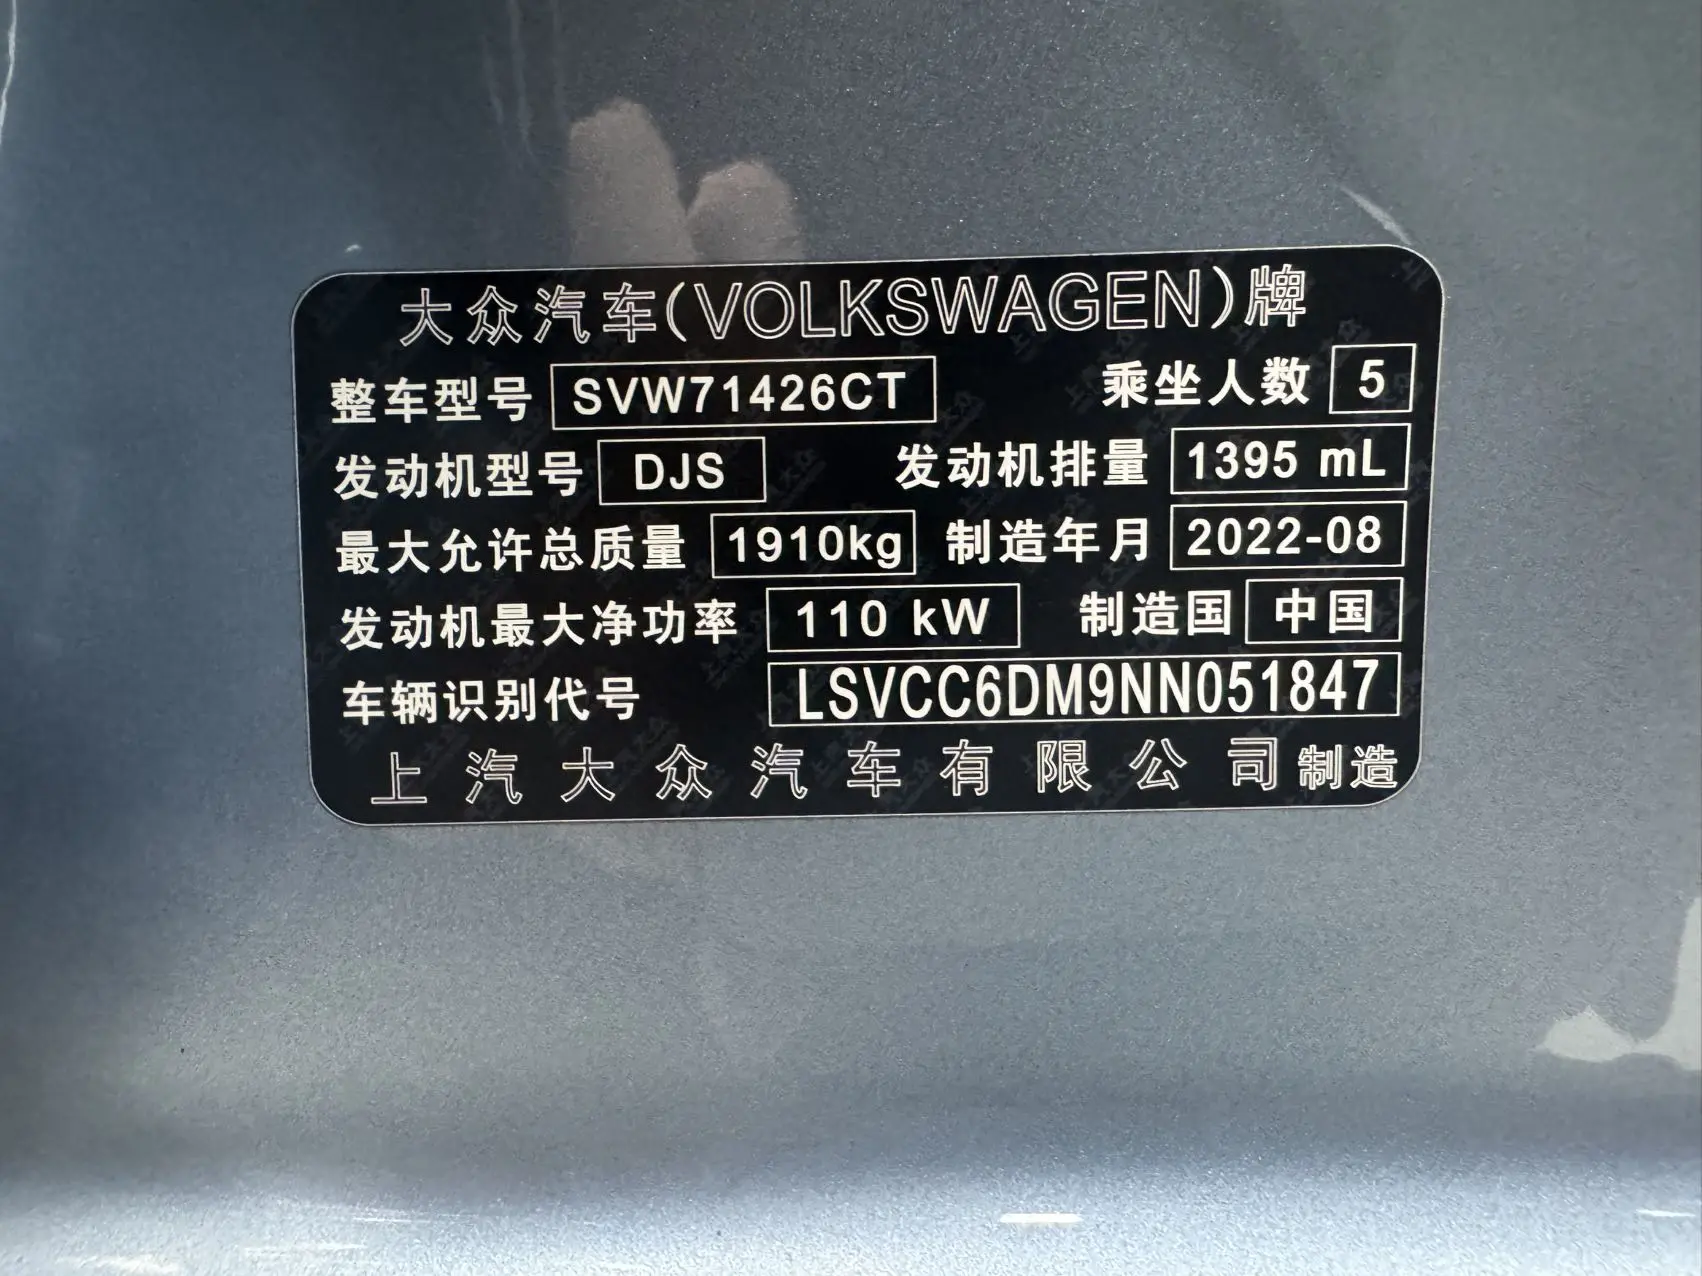 大众汽车(VOLKSWAGEN)牌
整车型号 SVW71426CT 乘坐人数 5
发动机型号 DJS 发动机排量 1395 mL
最大允许总质量 1910kg 制造年月 2022-08
发动机最大净功率 110 kW 制造国 中国
车辆识别代号 LSVCC6DM9NN051847
上汽大众汽车有限公司制造